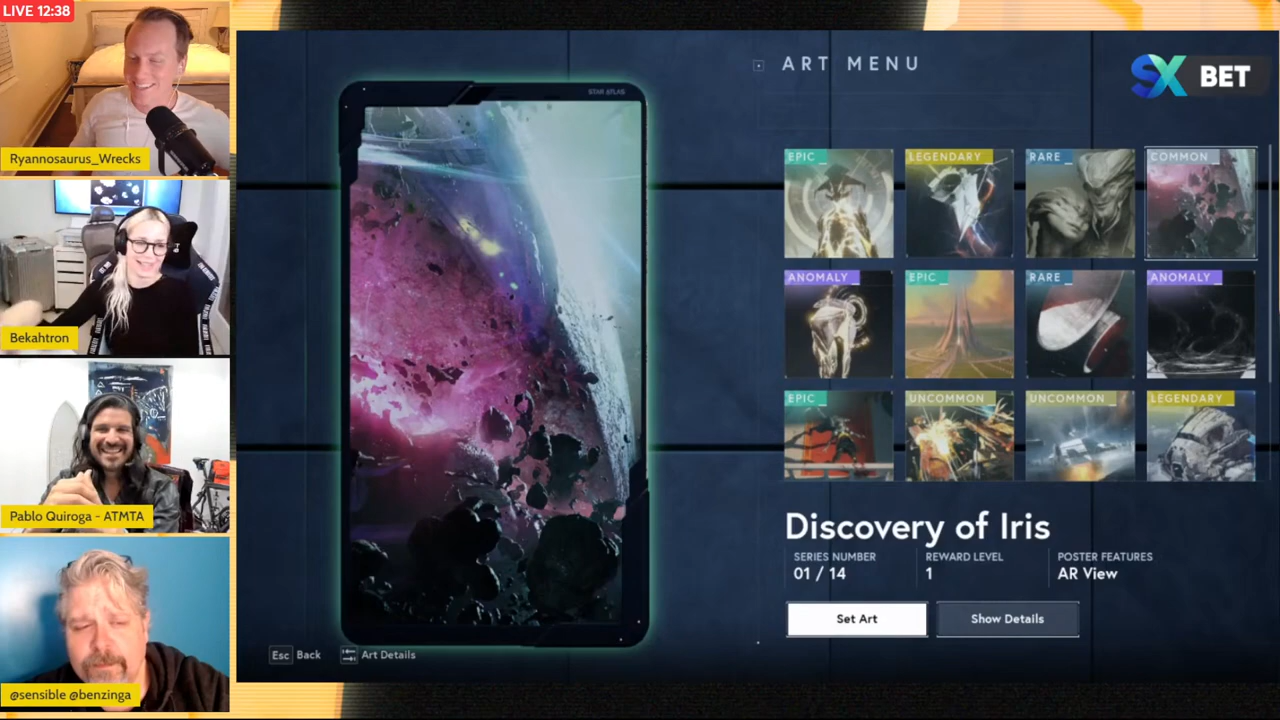 LIVE 12:38
Ryannosaurus_Wrecks
Bekahtron
Pablo Quiroga - ATMTA
@sensible @benzinga
STAR ATLAS
ART MENU
SX BET
EPIC _
LEGENDARY _
RARE _
COMMON _
ANOMALY _
EPIC _
RARE _
ANOMALY _
EPIC _
UNCOMMON _
UNCOMMON _
LEGENDARY _
Discovery of Iris
SERIES NUMBER
01 / 14
REWARD LEVEL
1
POSTER FEATURES
AR View
Set Art
Show Details
Esc Back
Art Details